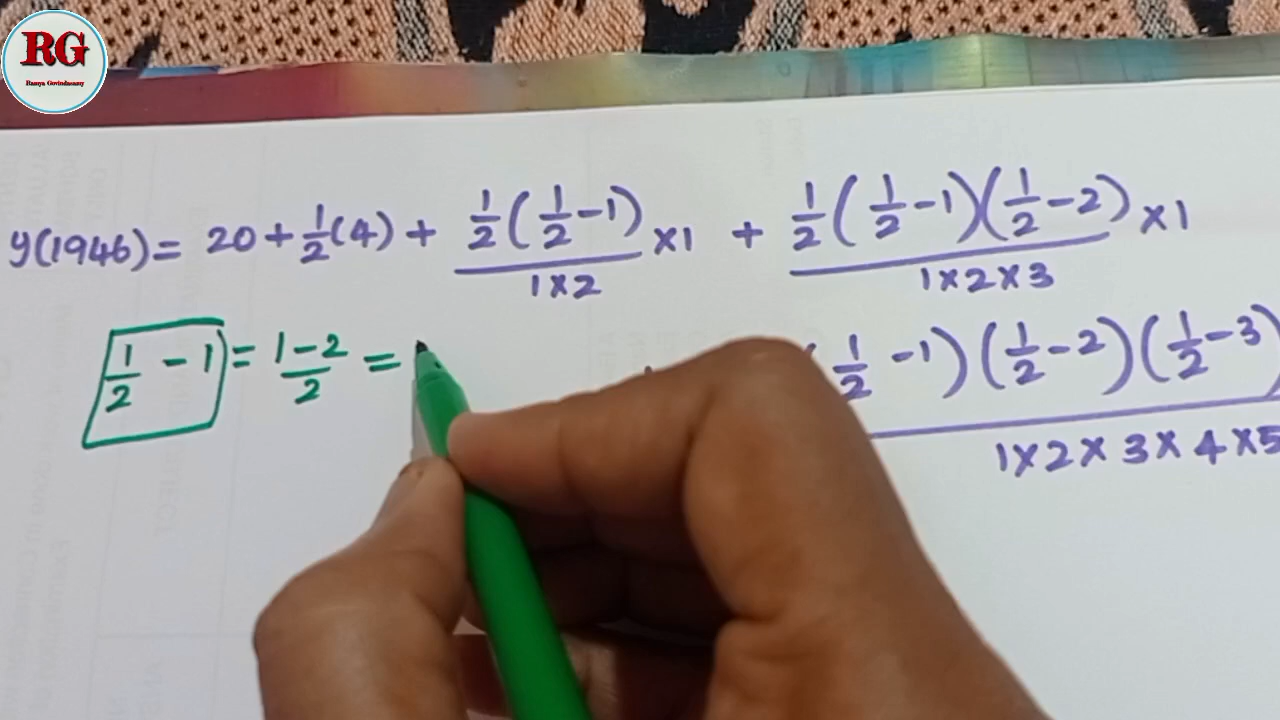 RG
Ramya Govindasamy
y(1946) = 20 + 1/2 (4) + 1/2 (1/2 - 1) / 1×2 ×1 + 1/2 (1/2 - 1)(1/2 - 2) / 1×2×3 ×1
1/2 - 1 = 1-2 / 2 =
(1/2 - 1)(1/2 - 2)(1/2 - 3) / 1×2×3×4×5